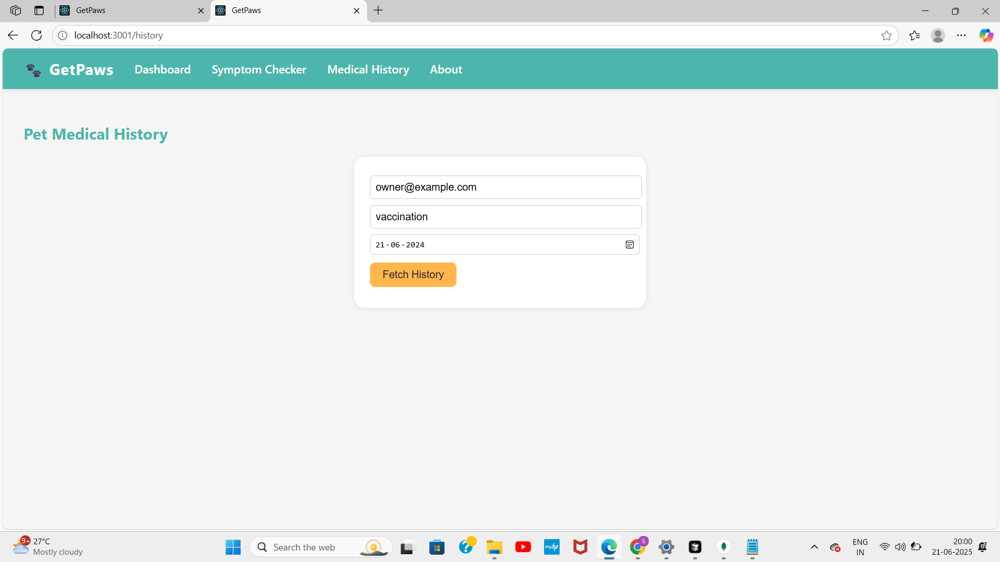 GetPaws
GetPaws
localhost:3001/history
GetPaws Dashboard Symptom Checker Medical History About
Pet Medical History
owner@example.com
vaccination
21-06-2024
Fetch History
9+
27°C
Mostly cloudy
Search the web
myhp
S
ENG
IN
20:00
21-06-2025